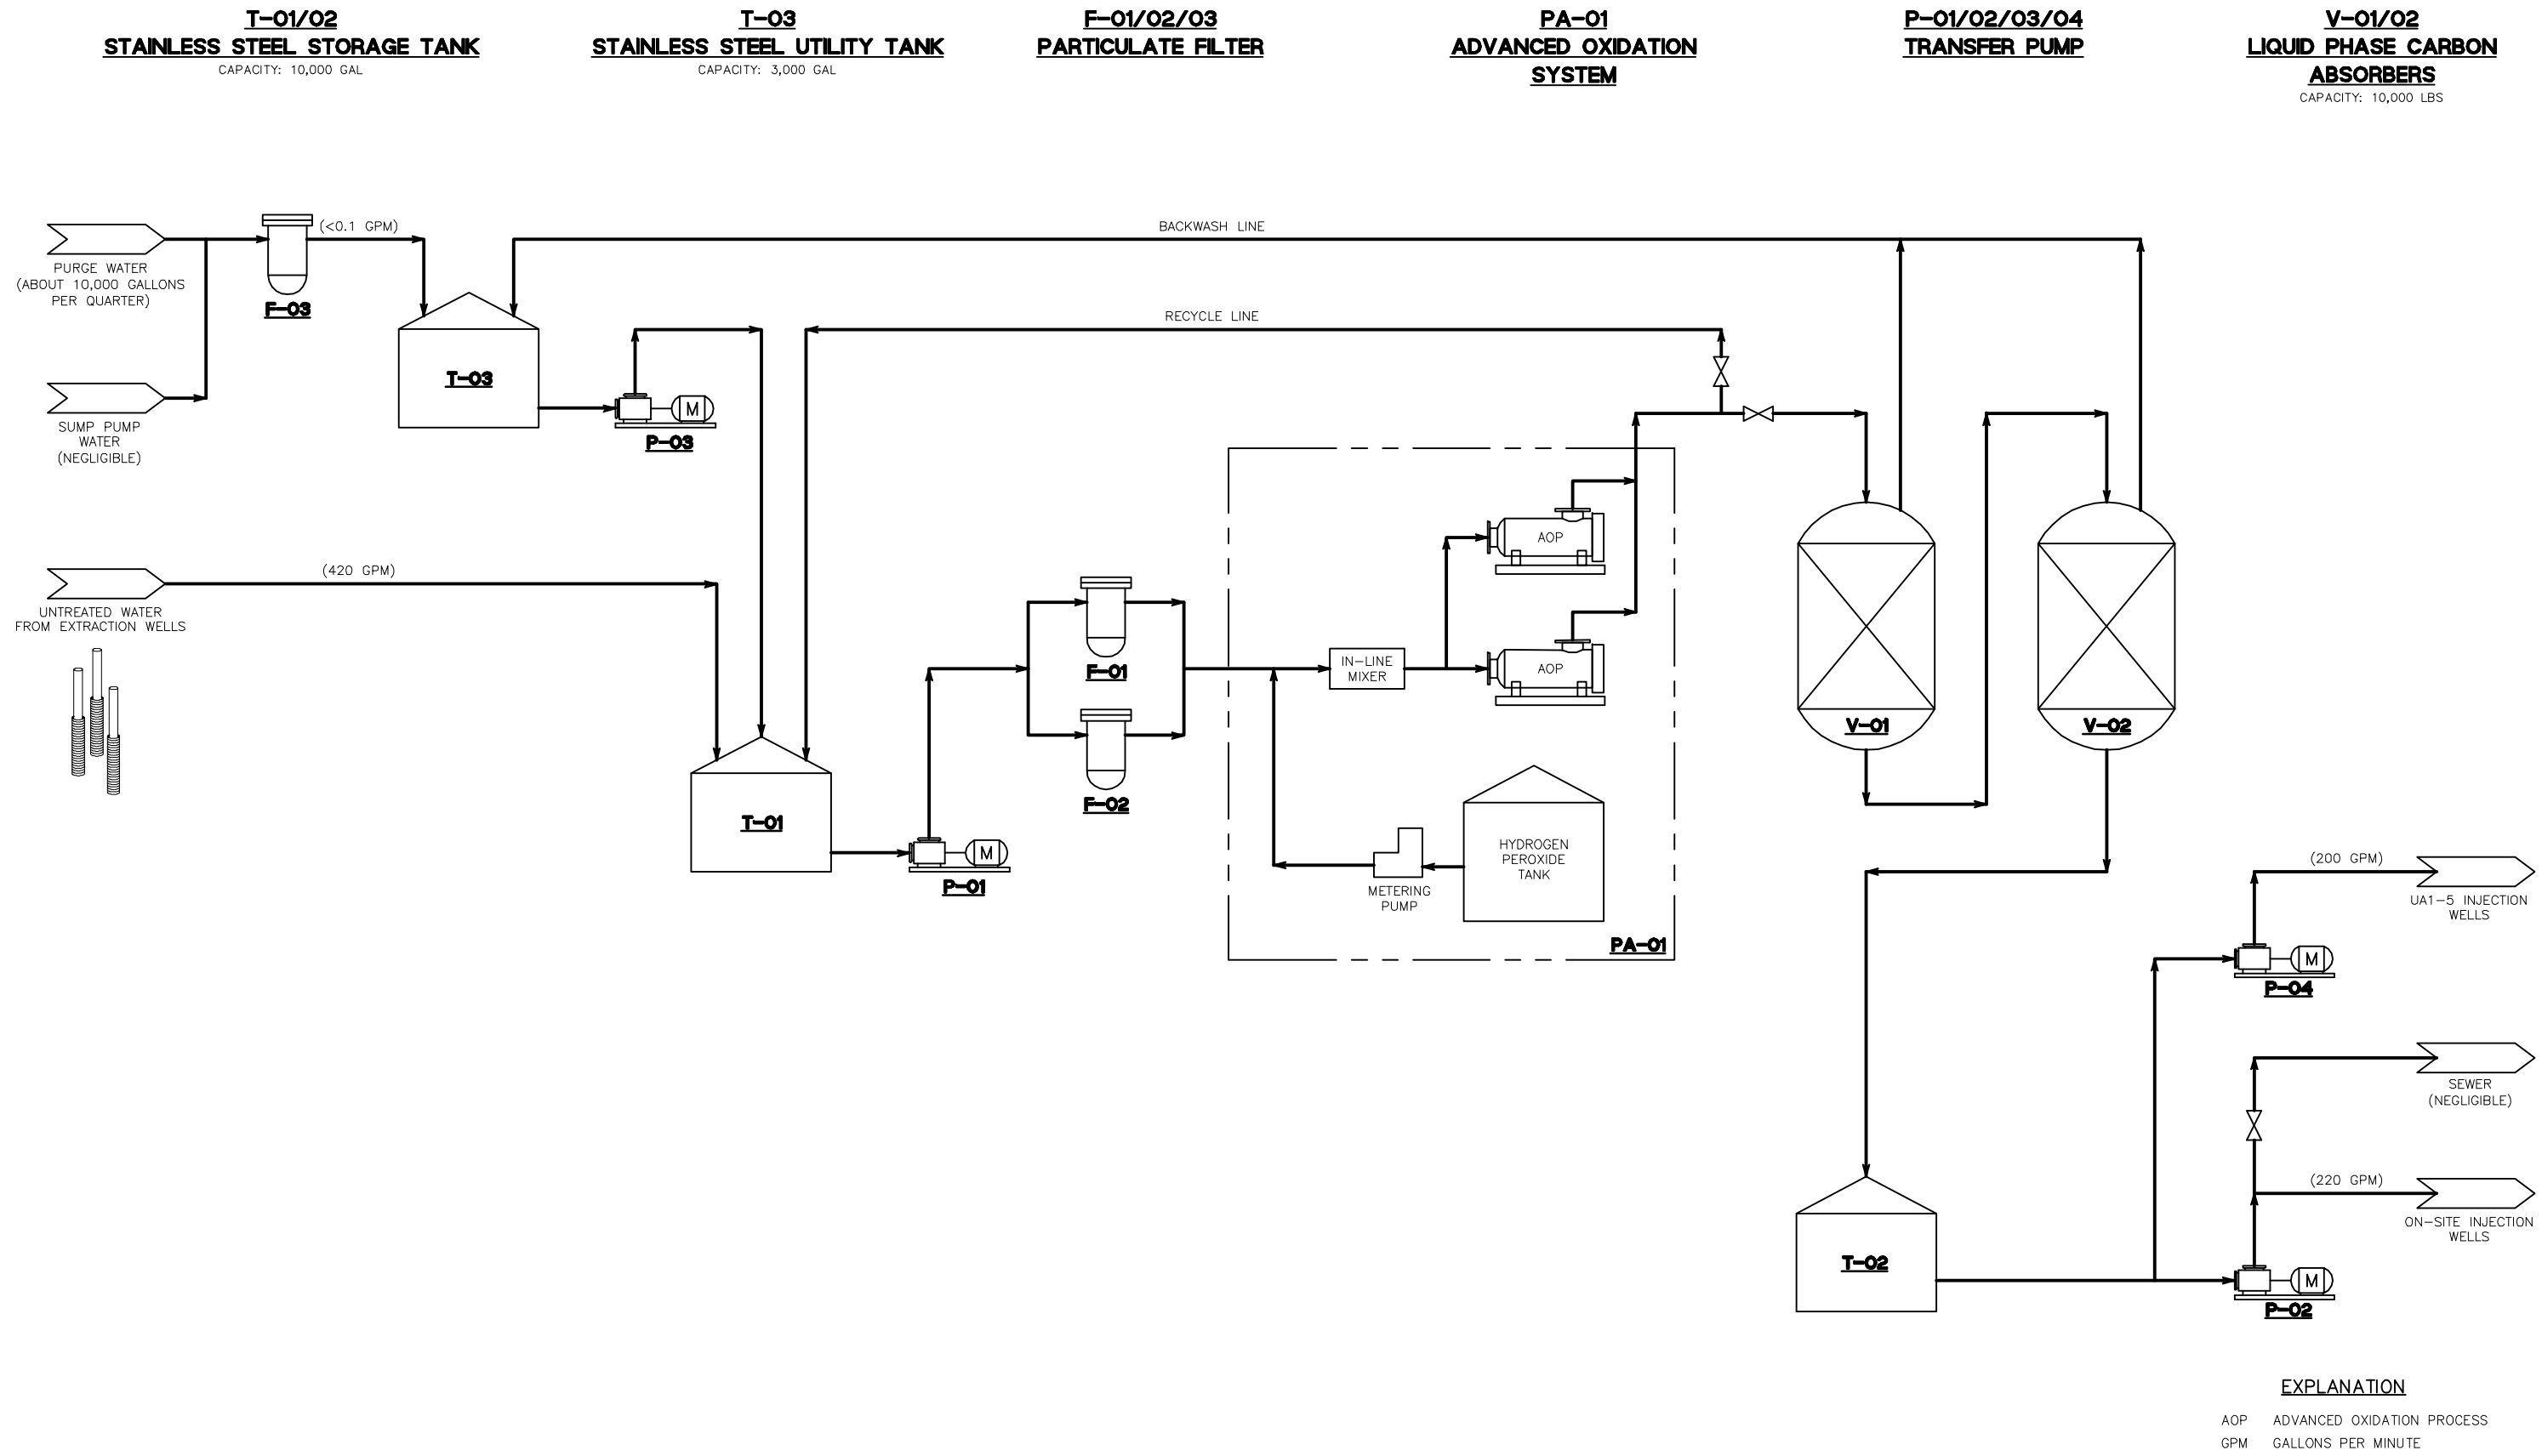 T-01/02
STAINLESS STEEL STORAGE TANK
CAPACITY: 10,000 GAL
T-03
STAINLESS STEEL UTILITY TANK
CAPACITY: 3,000 GAL
F-01/02/03
PARTICULATE FILTER
PA-01
ADVANCED OXIDATION
SYSTEM
P-01/02/03/04
TRANSFER PUMP
V-01/02
LIQUID PHASE CARBON
ABSORBERS
CAPACITY: 10,000 LBS
PURGE WATER
(ABOUT 10,000 GALLONS
PER QUARTER)
(<0.1 GPM)
F-03
BACKWASH LINE
SUMP PUMP
WATER
(NEGLIGIBLE)
T-03
M
P-03
RECYCLE LINE
UNTREATED WATER
FROM EXTRACTION WELLS
(420 GPM)
T-01
M
P-01
F-01
F-02
IN-LINE
MIXER
AOP
AOP
METERING
PUMP
HYDROGEN
PEROXIDE
TANK
PA-01
V-01
V-02
(200 GPM)
UA1-5 INJECTION
WELLS
M
P-04
SEWER
(NEGLIGIBLE)
(220 GPM)
ON-SITE INJECTION
WELLS
T-02
M
P-02
EXPLANATION
AOP ADVANCED OXIDATION PROCESS
GPM GALLONS PER MINUTE